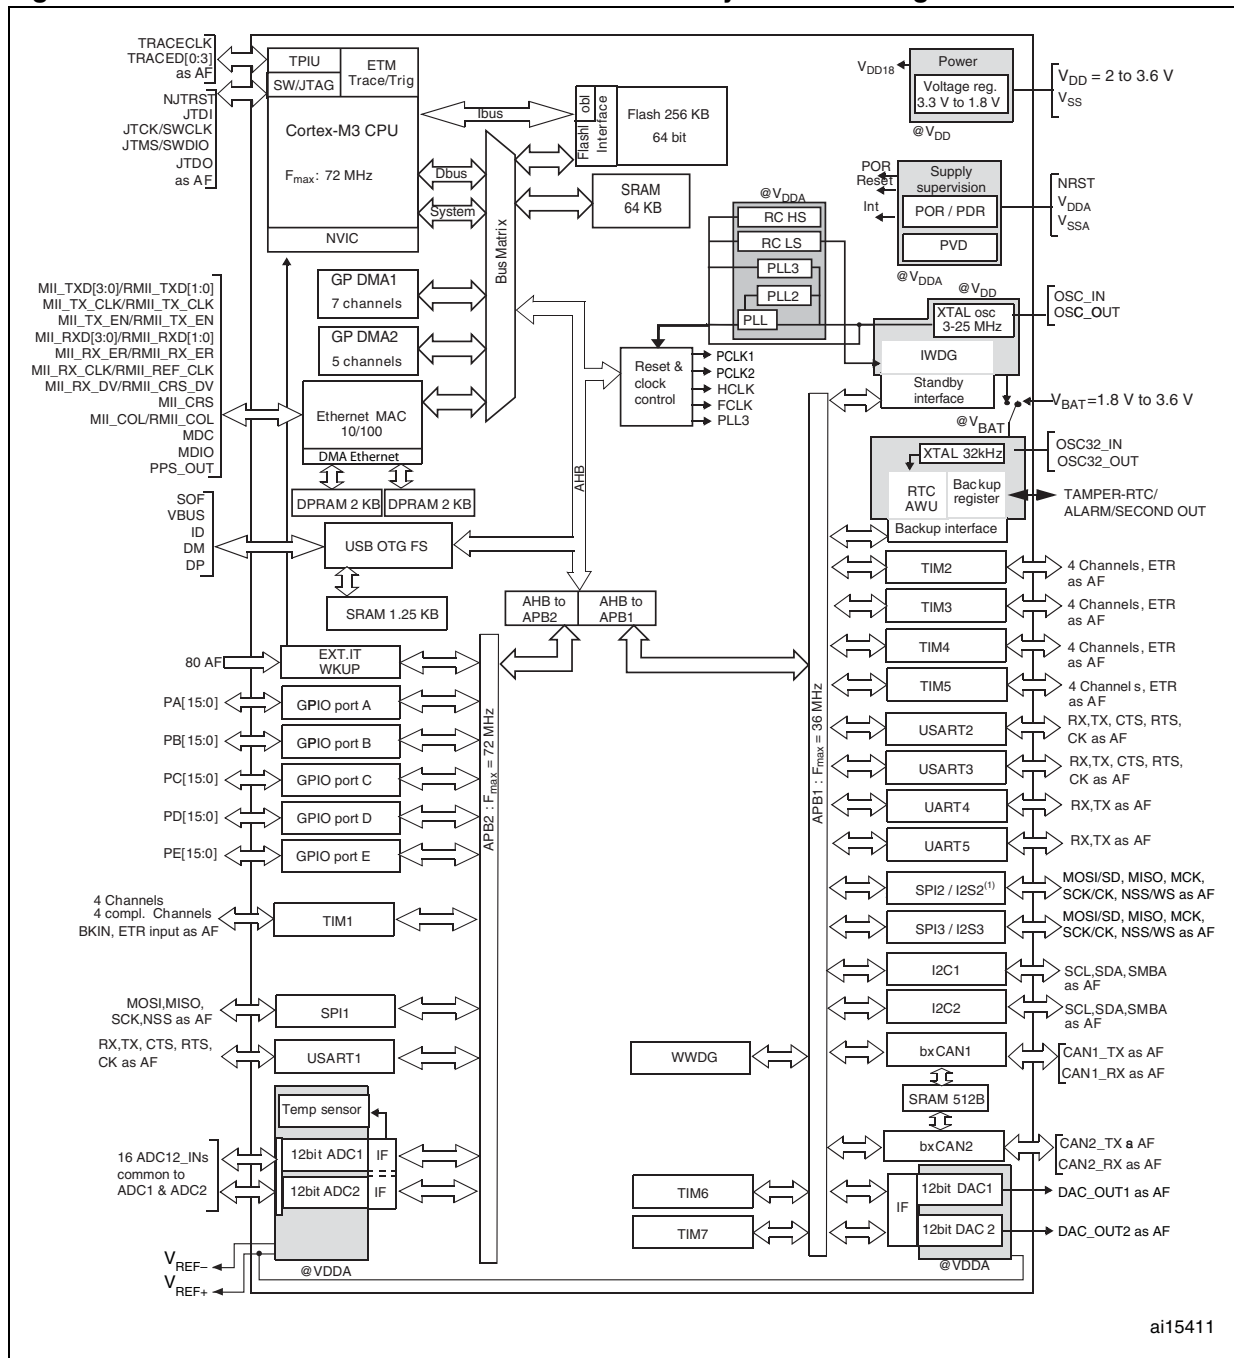 TRACECLK
TRACED[0:3]
as AF
NJTRST
JTDI
JTCK/SWCLK
JTMS/SWDIO
JTDO
as AF
TPIU
SW/JTAG
ETM
Trace/Trig
Cortex-M3 CPU
Fmax: 72 MHz
NVIC
Ibus
Dbus
System
Bus Matrix
Flashl obl
Interface
Flash 256 KB
64 bit
SRAM
64 KB
VDD18
Power
Voltage reg.
3.3 V to 1.8 V
@VDD
VDD = 2 to 3.6 V
VSS
POR
Reset
Int
Supply
supervision
POR / PDR
PVD
@VDDA
NRST
VDDA
VSSA
@VDDA
RC HS
RC LS
PLL3
PLL2
PLL
@VDD
XTAL osc
3-25 MHz
IWDG
Standby
interface
OSC_IN
OSC_OUT
GP DMA1
7 channels
GP DMA2
5 channels
Reset &
clock
control
PCLK1
PCLK2
HCLK
FCLK
PLL3
MII_TXD[3:0]/RMII_TXD[1:0]
MII_TX_CLK/RMII_TX_CLK
MII_TX_EN/RMII_TX_EN
MII_RXD[3:0]/RMII_RXD[1:0]
MII_RX_ER/RMII_RX_ER
MII_RX_CLK/RMII_REF_CLK
MII_RX_DV/RMII_CRS_DV
MII_CRS
MII_COL/RMII_COL
MDC
MDIO
PPS_OUT
Ethernet MAC
10/100
DMA Ethernet
DPRAM 2 KB
DPRAM 2 KB
AHB
VBAT=1.8 V to 3.6 V
@VBAT
XTAL 32kHz
RTC
AWU
Backup
register
Backup interface
OSC32_IN
OSC32_OUT
TAMPER-RTC/
ALARM/SECOND OUT
SOF
VBUS
ID
DM
DP
USB OTG FS
SRAM 1.25 KB
AHB to
APB2
AHB to
APB1
80 AF
EXT.IT
WKUP
PA[15:0]
GPIO port A
PB[15:0]
GPIO port B
PC[15:0]
GPIO port C
PD[15:0]
GPIO port D
PE[15:0]
GPIO port E
APB2 : Fmax = 72 MHz
APB1 : Fmax = 36 MHz
4 Channels
4 compl. Channels
BKIN, ETR input as AF
TIM1
MOSI,MISO,
SCK,NSS as AF
SPI1
RX,TX, CTS, RTS,
CK as AF
USART1
Temp sensor
16 ADC12_INs
common to
ADC1 & ADC2
12bit ADC1
IF
12bit ADC2
IF
VREF–
VREF+
@VDDA
TIM2
4 Channels, ETR
as AF
TIM3
4 Channels, ETR
as AF
TIM4
4 Channels, ETR
as AF
TIM5
4 Channels, ETR
as AF
USART2
RX,TX, CTS, RTS,
CK as AF
USART3
RX,TX, CTS, RTS,
CK as AF
UART4
RX,TX as AF
UART5
RX,TX as AF
SPI2 / I2S2(1)
MOSI/SD, MISO, MCK,
SCK/CK, NSS/WS as AF
SPI3 / I2S3
MOSI/SD, MISO, MCK,
SCK/CK, NSS/WS as AF
I2C1
SCL,SDA,SMBA
as AF
I2C2
SCL,SDA,SMBA
as AF
WWDG
bxCAN1
CAN1_TX as AF
CAN1_RX as AF
SRAM 512B
bxCAN2
CAN2_TX a AF
CAN2_RX as AF
TIM6
TIM7
IF
12bit DAC1
12bit DAC 2
DAC_OUT1 as AF
DAC_OUT2 as AF
@VDDA
ai15411